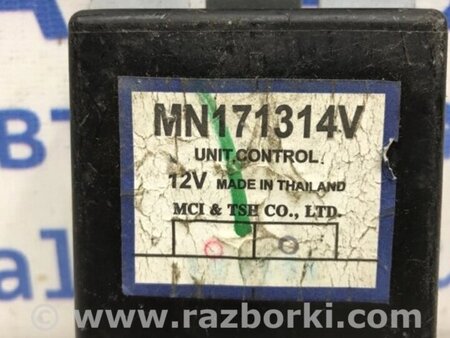 MN171314V
UNIT CONTROL
12V MADE IN THAILAND
MCI & TSH CO., LTD.
www.razborki.com